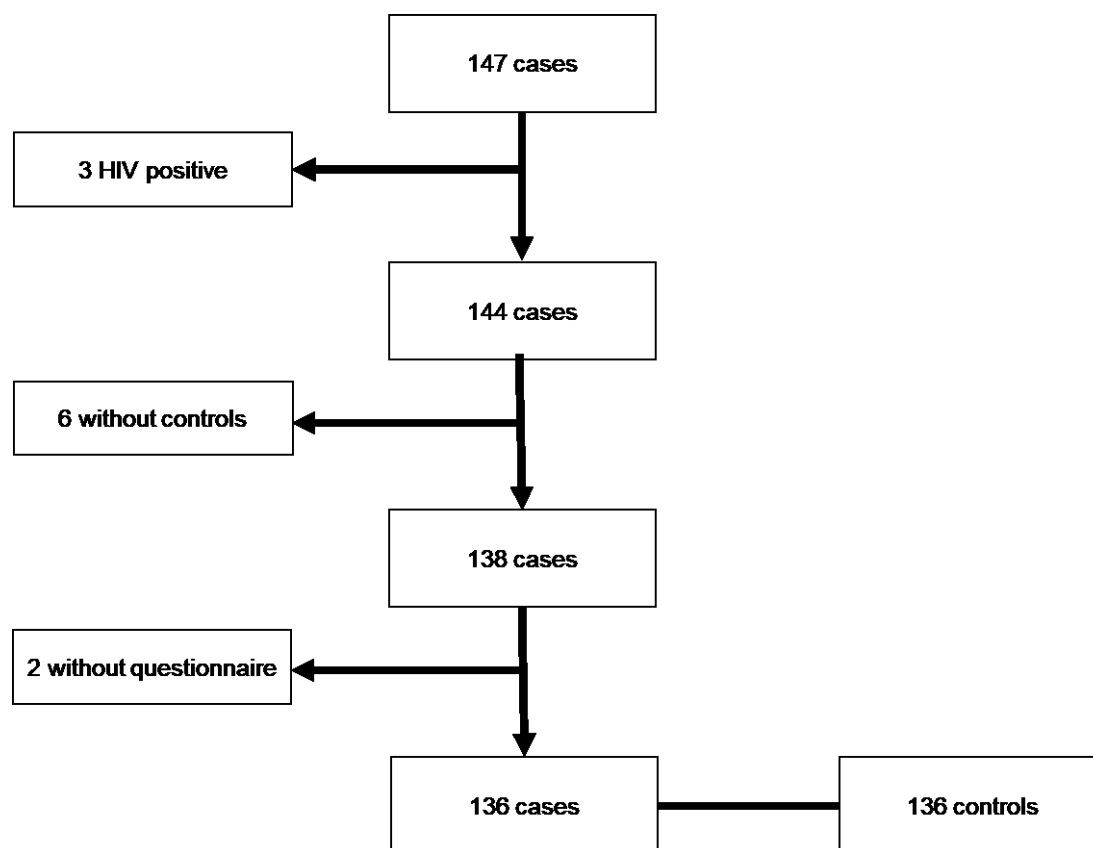 147 cases
3 HIV positive
144 cases
6 without controls
138 cases
2 without questionnaire
136 cases
136 controls